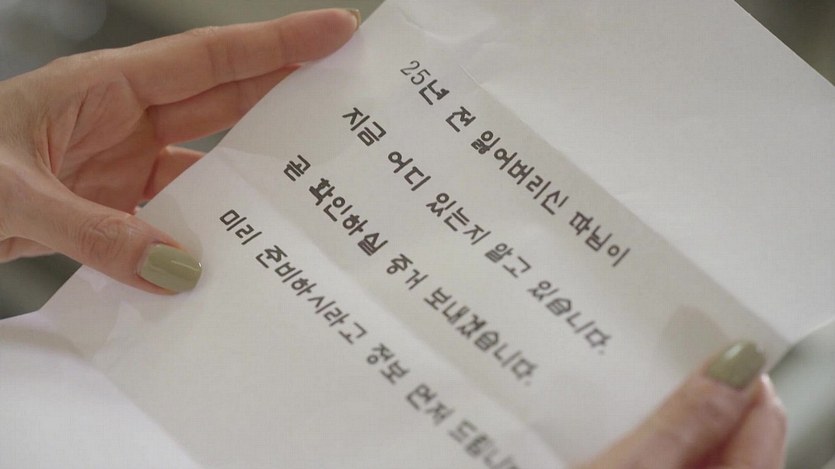 25년 전 잃어버리신 따님이
지금 어디 있는지 알고 있습니다.
곧 확인하실 증거 보내겠습니다.
미리 준비하시라고 정보 먼저 드립니